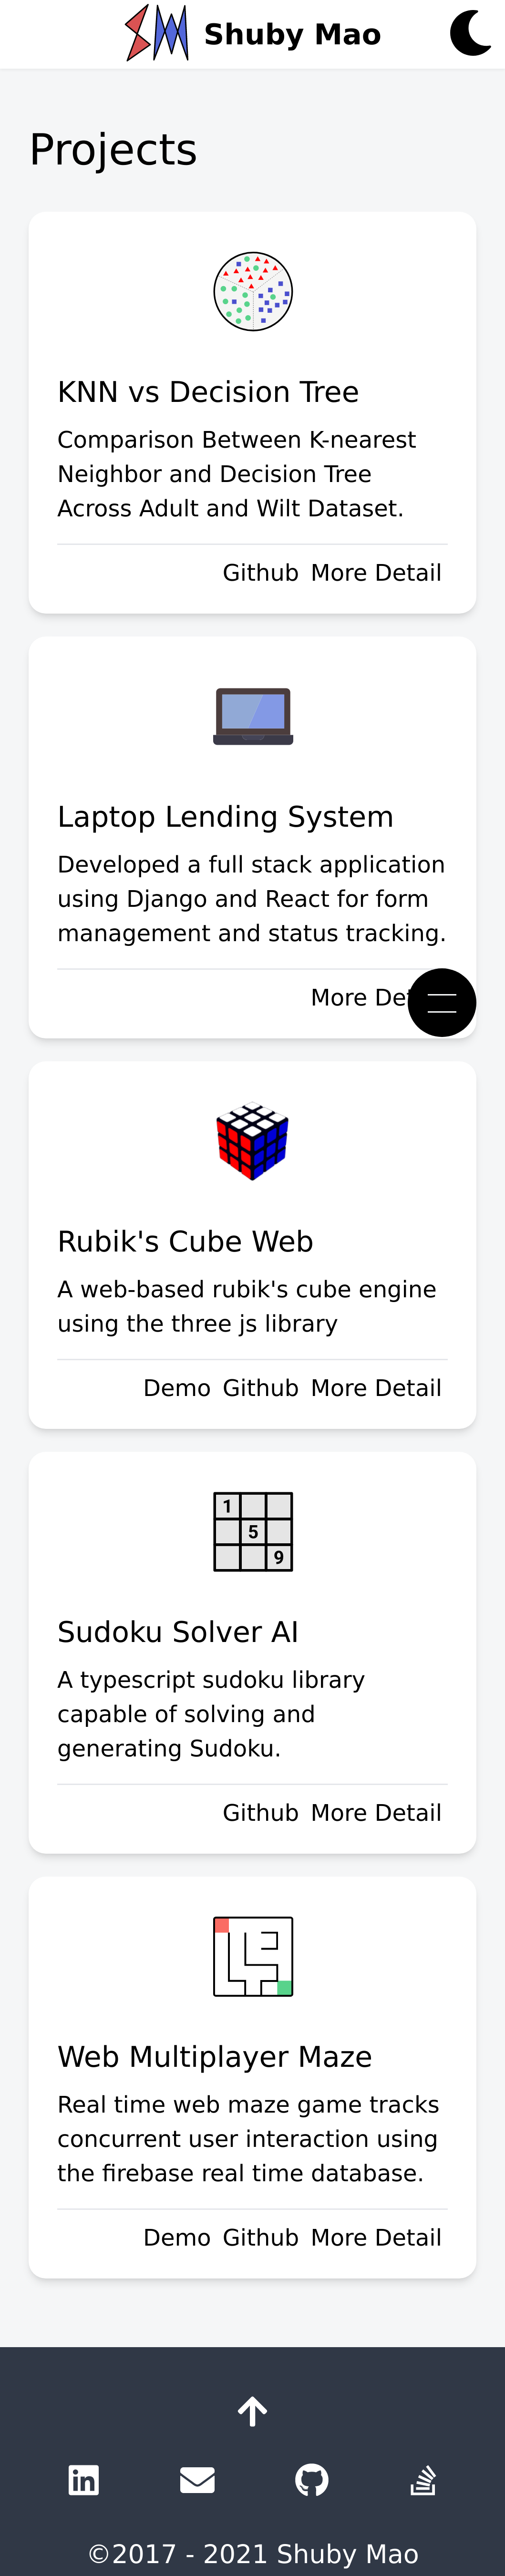 SM Shuby Mao
Projects
KNN vs Decision Tree
Comparison Between K-nearest
Neighbor and Decision Tree
Across Adult and Wilt Dataset.
Github More Detail
Laptop Lending System
Developed a full stack application
using Django and React for form
management and status tracking.
More
Rubik's Cube Web
A web-based rubik's cube engine
using the three js library
Demo Github More Detail
1
5
9
Sudoku Solver AI
A typescript sudoku library
capable of solving and
generating Sudoku.
Github More Detail
Web Multiplayer Maze
Real time web maze game tracks
concurrent user interaction using
the firebase real time database.
Demo Github More Detail
in
©2017 - 2021 Shuby Mao